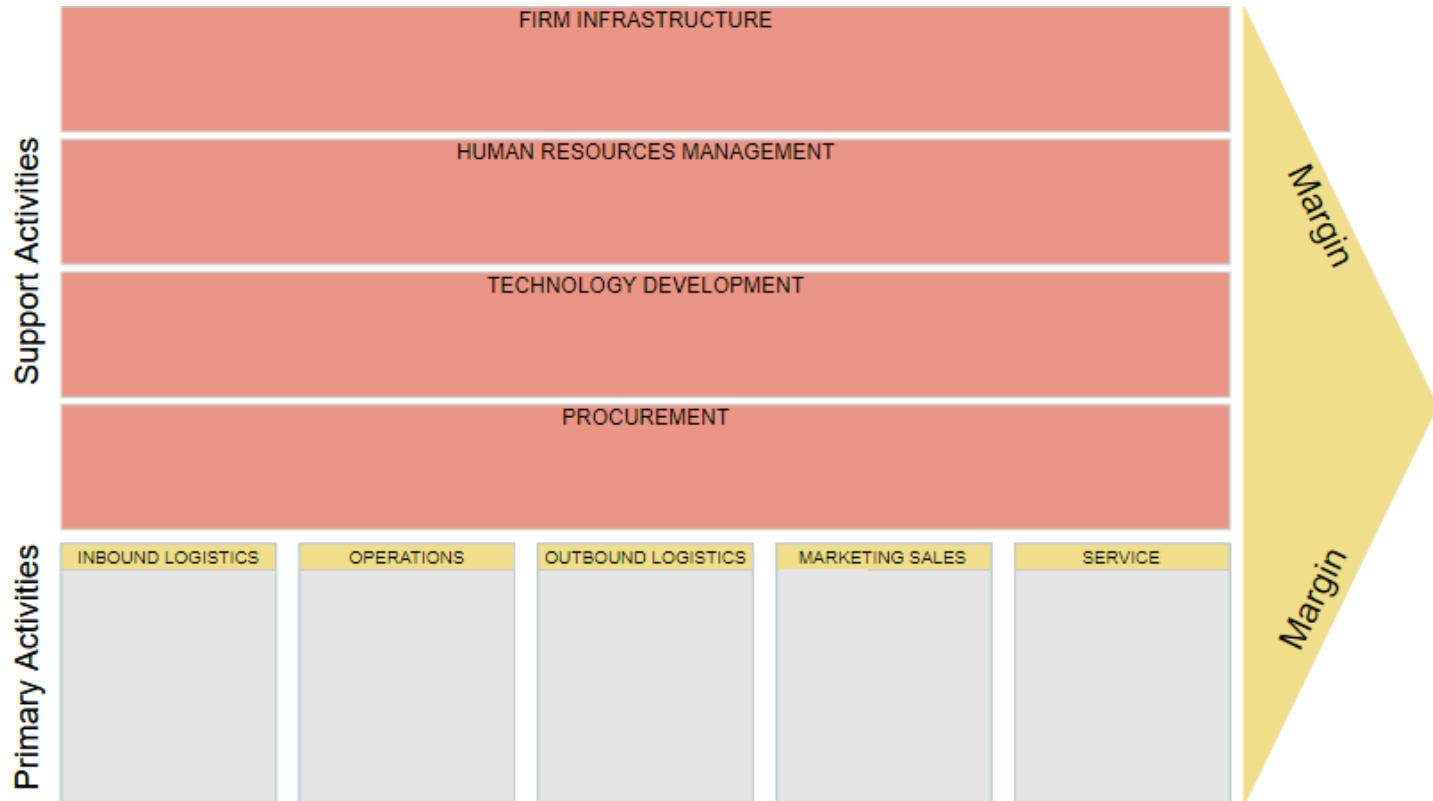 FIRM INFRASTRUCTURE
HUMAN RESOURCES MANAGEMENT
TECHNOLOGY DEVELOPMENT
PROCUREMENT
Support Activities
Margin
INBOUND LOGISTICS
OPERATIONS
OUTBOUND LOGISTICS
MARKETING SALES
SERVICE
Primary Activities
Margin